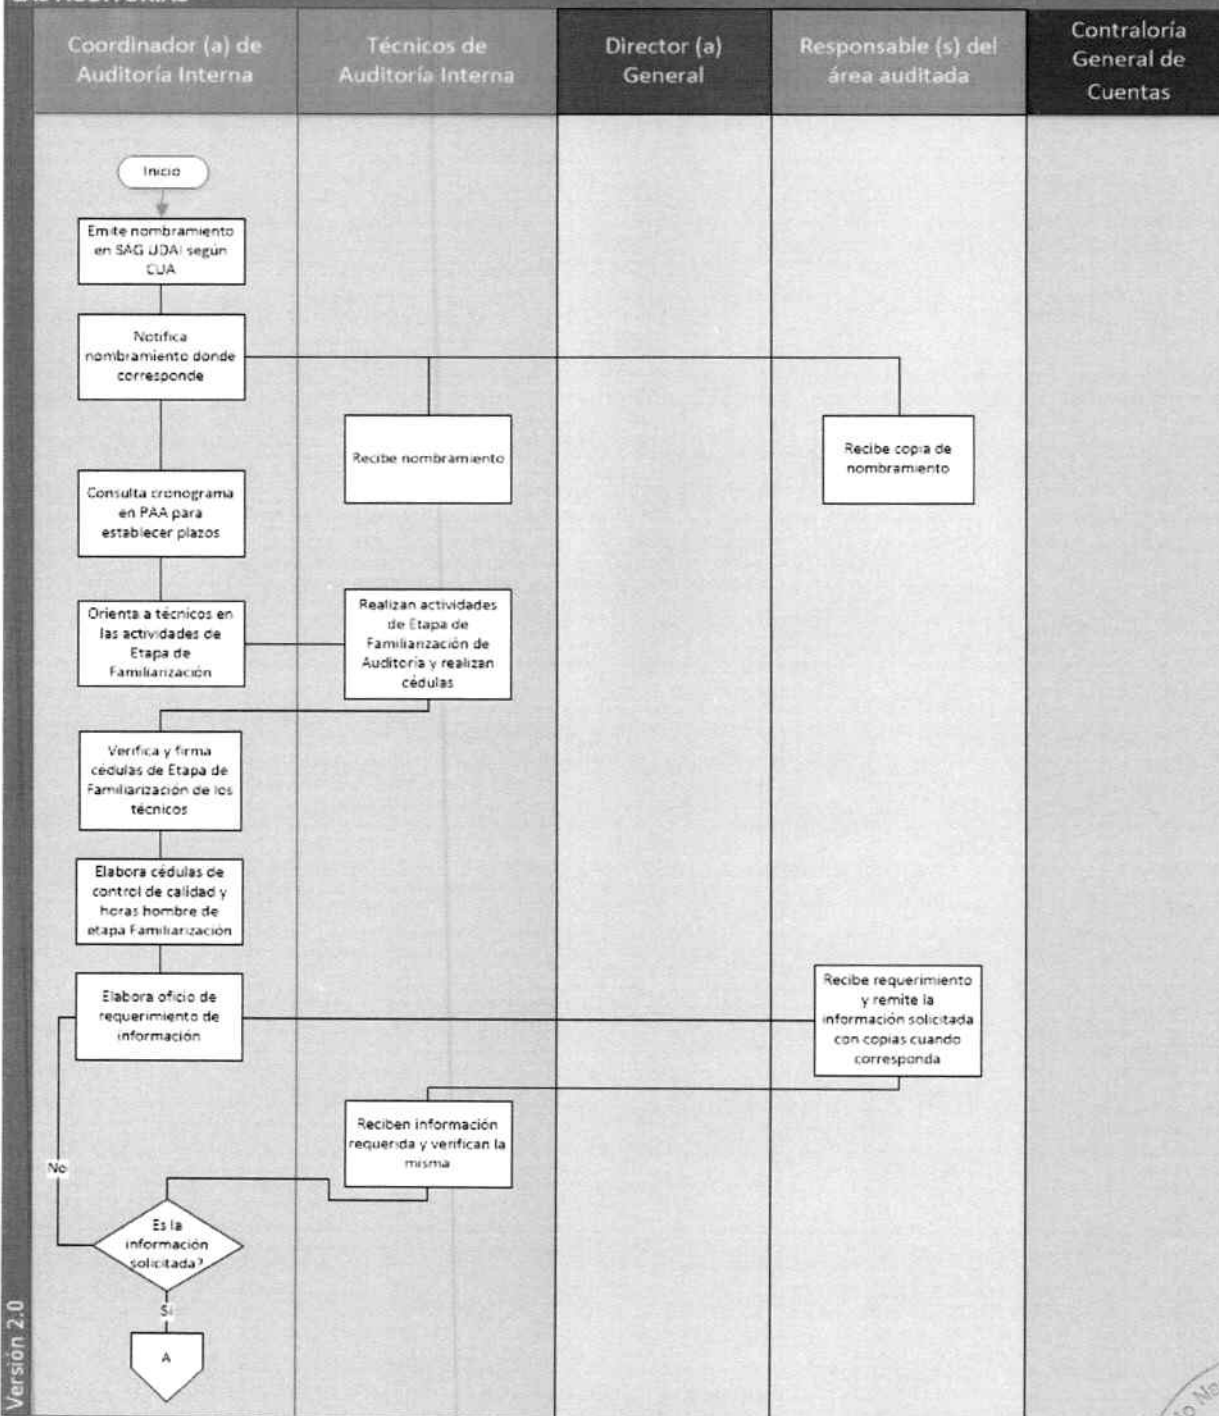 Coordinador (a) de
Auditoría Interna
Técnicos de
Auditoría Interna
Director (a)
General
Responsable (s) del
área auditada
Contraloría
General de
Cuentas
Inicio
Emite nombramiento
en SAG UDAI según
CUA
Notifica
nombramiento donde
corresponde
Recibe nombramiento
Recibe copia de
nombramiento
Consulta cronograma
en PAA para
establecer plazos
Orienta a técnicos en
las actividades de
Etapa de
Familiarización
Realizan actividades
de Etapa de
Familiarización de
Auditoría y realizan
cédulas
Verifica y firma
cédulas de Etapa de
Familiarización de los
técnicos
Elabora cédulas de
control de calidad y
horas hombre de
etapa Familiarización
Elabora oficio de
requerimiento de
información
Recibe requerimiento
y remite la
información solicitada
con copias cuando
corresponda
Reciben información
requerida y verifican la
misma
No
Es la
información
solicitada?
Si
A
Versión 2.0